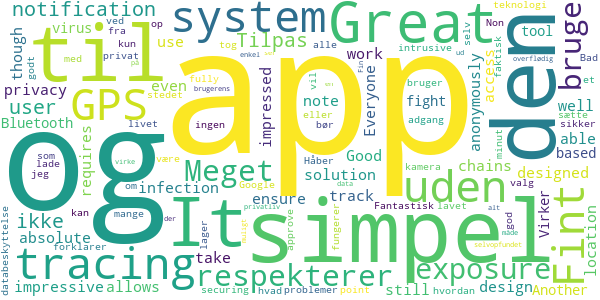 notification
system
Great
den
virus
til
Tilpas
alle
teknologi
ved
fra
op
Non
selv
bruge
though
kun
privat
use
tog
intrusive
ud
faktisk
tool
Bad
overflødig
godt
med
stedet
even
work
vil
bruger
et
privacy
GPS
app
impressed
note
Everyone
fight
anonymously
access
well
sætte
user
brugerens
fully
eller
adgang
able
sikker
Bluetooth
livet
ingen
bør
minut
based
og
requires
Meget
Good
uden
chains
valg
designed
som
lade
jeg
virke
være
solution
Håber
kamera
track
infection
ensure
Google
data
Fantastisk
lavet
alt
Virker
Fint
location
ikke
om
It
simpel
god
kan
mange
der
privatliv
absolute
approve
fungerer
måde
selvopfundet
tracing
take
lager
respekterer
exposure
databeskyttelse
forklarer
impressive
allows
securing
hvad
problemer
point
still
hvordan
design
Another